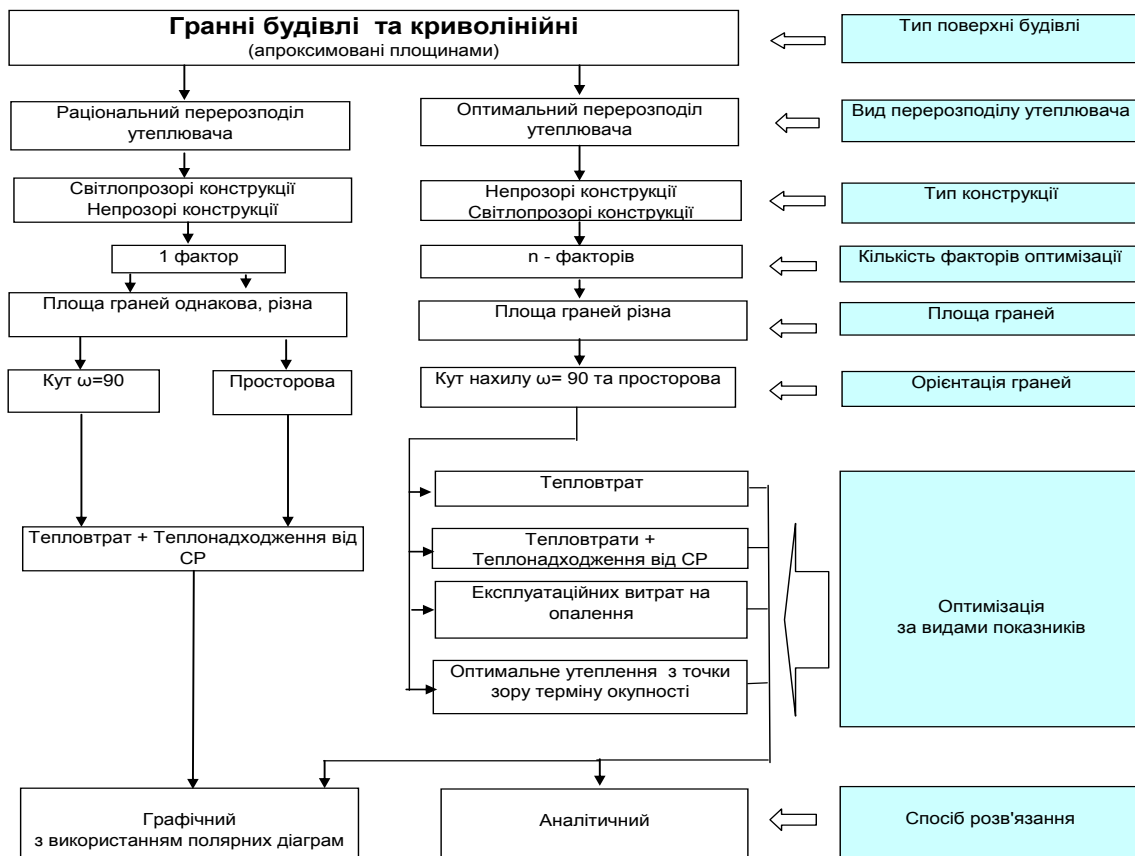 Гранні будівлі та криволінійні
(апроксимовані площинами)
Тип поверхні будівлі
Раціональний перерозподіл
утеплювача
Оптимальний перерозподіл
утеплювача
Вид перерозподілу утеплювача
Світлопрозорі конструкції
Непрозорі конструкції
Непрозорі конструкції
Світлопрозорі конструкції
Тип конструкції
1 фактор
n - факторів
Кількість факторів оптимізації
Площа граней однакова, різна
Площа граней різна
Площа граней
Кут ω=90
Просторова
Кут нахилу ω= 90 та просторова
Орієнтація граней
Тепловтрат
Тепловтрат + Теплонадходження від
СР
Тепловтрати +
Теплонадходження від СР
Експлуатаційних витрат на
опалення
Оптимальне утеплення з точки
зору терміну окупності
Оптимізація
за видами показників
Графічний
з використанням полярних діаграм
Аналітичний
Спосіб розв'язання